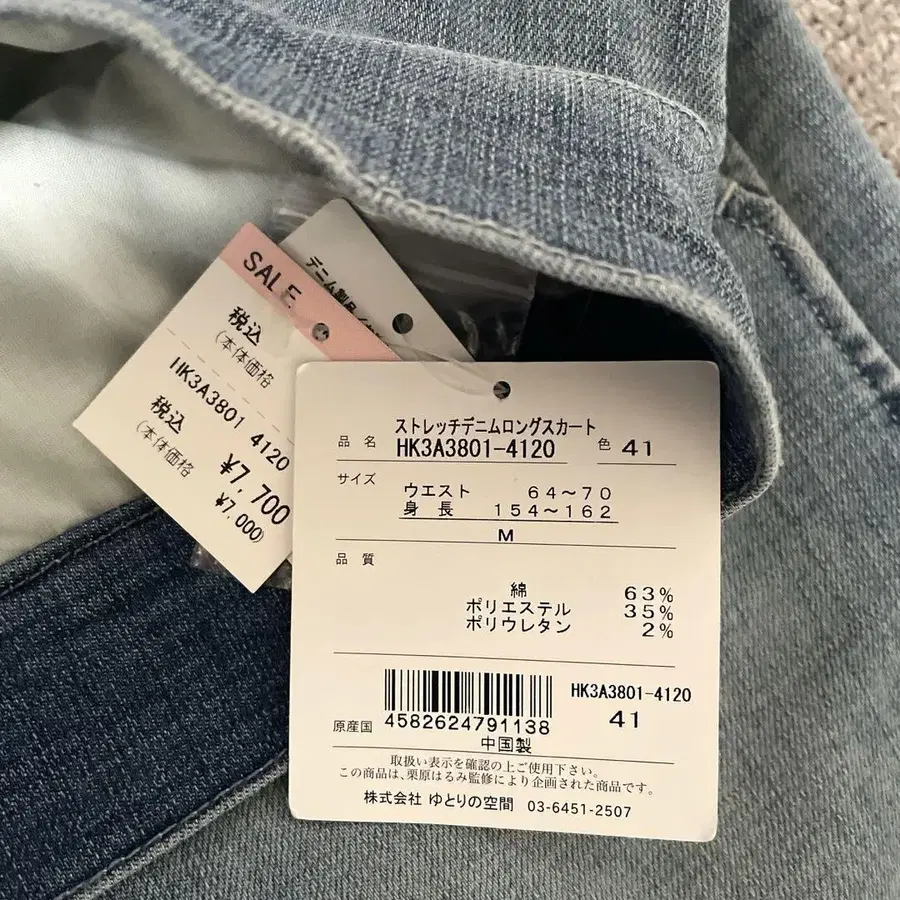 SALE
税込
(本体価格
HK3A3801 4120
税込 ¥7,700
(本体価格 ¥7,000)
デニム製品
ストレッチデニムロングスカート
品 名 HK3A3801-4120 色 41
サイズ
ウエスト 64～70
身 長 154～162
M
品 質
綿 63%
ポリエステル 35%
ポリウレタン 2%
4582624791138
HK3A3801-4120
41
原産国 中国製
取扱い表示を確認の上ご使用下さい。
この商品は、栗原はるみ監修により企画された商品です。
株式会社 ゆとりの空間 03-6451-2507